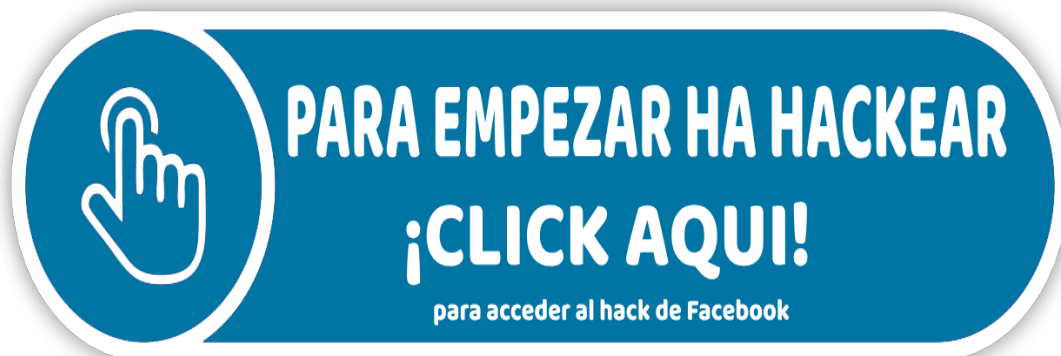 PARA EMPEZAR HA HACKEAR
¡CLICK AQUI!
para acceder al hack de Facebook